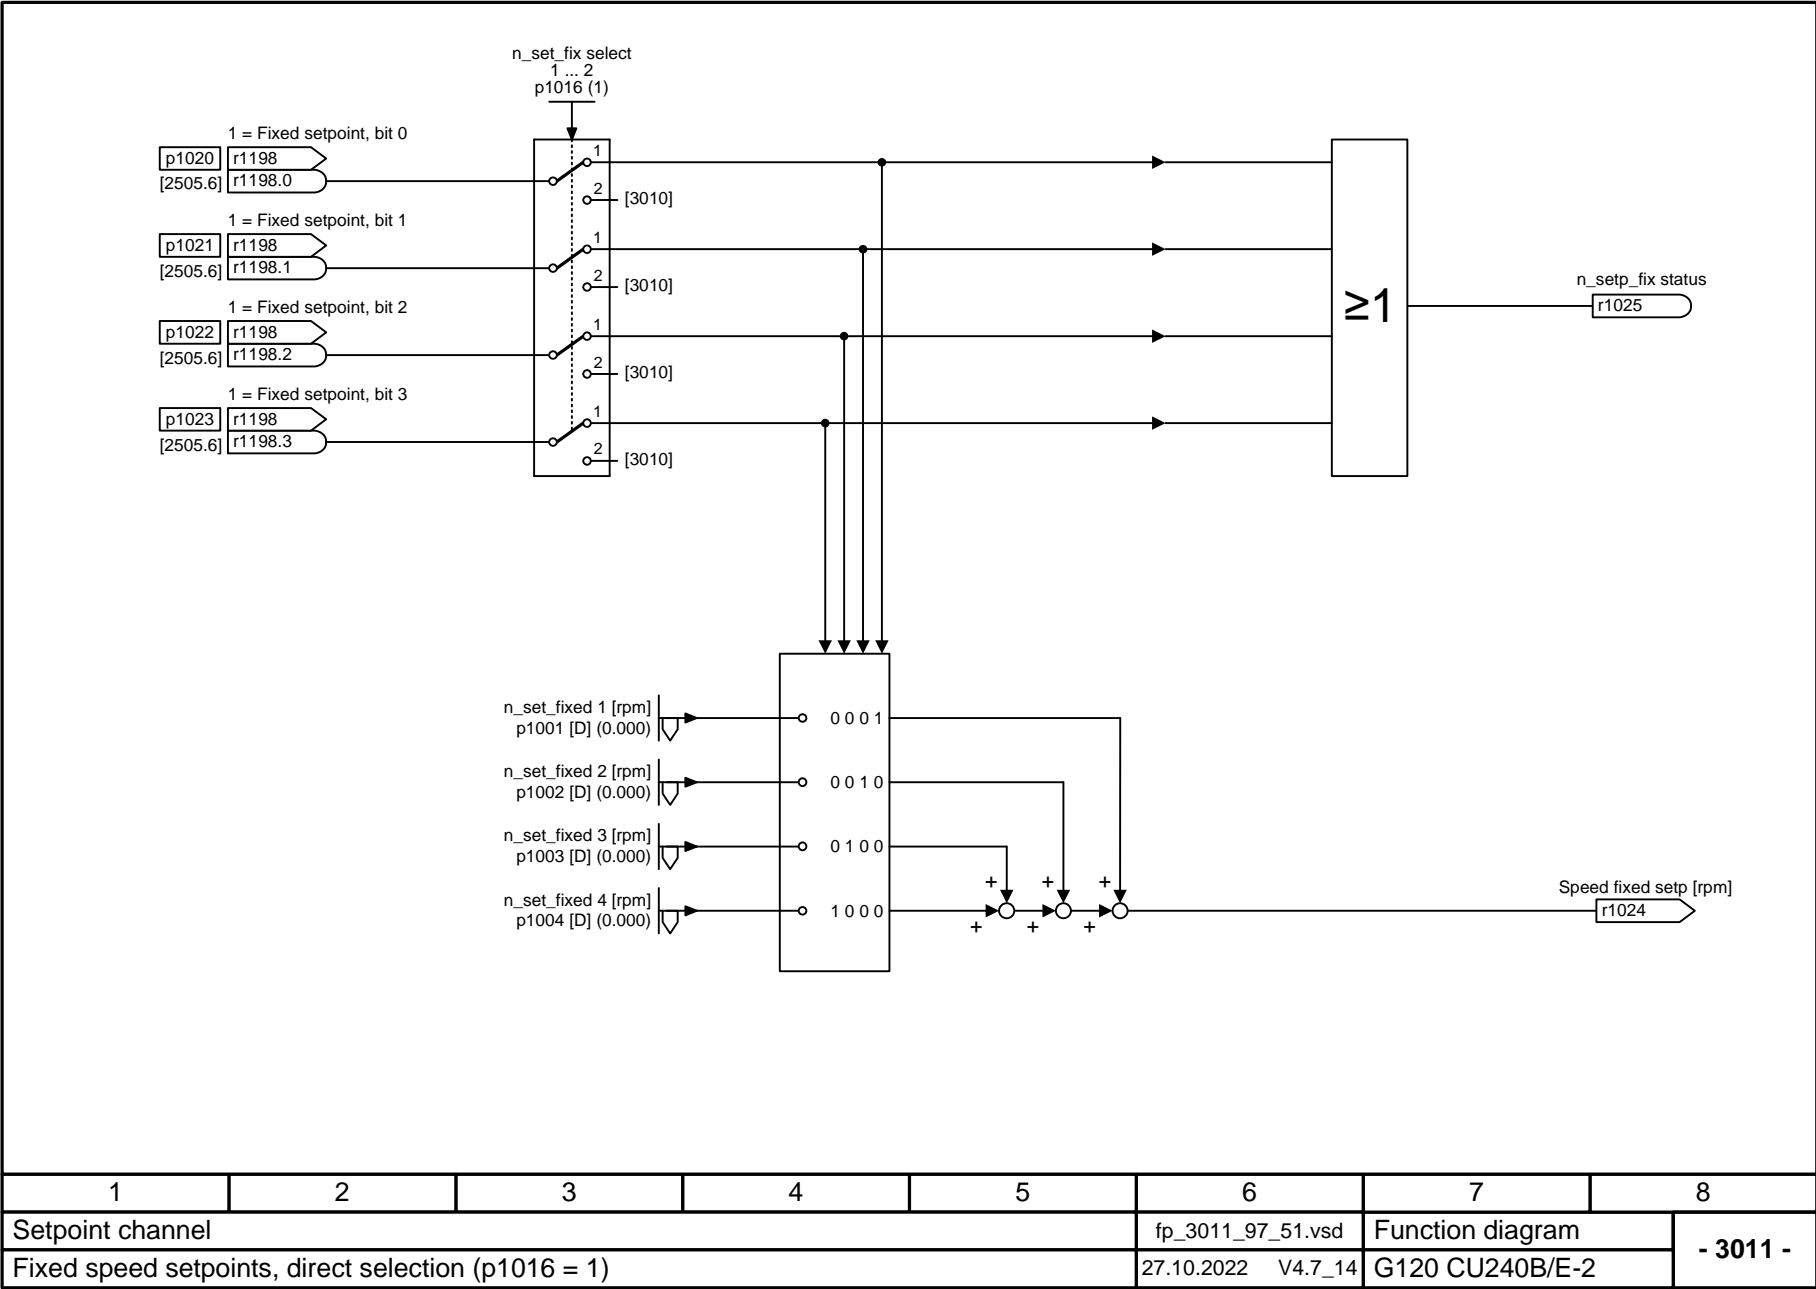 n_set_fix select
1 ... 2
p1016 (1)
1 = Fixed setpoint, bit 0
p1020 r1198
[2505.6] r1198.0
1
2 [3010]
1 = Fixed setpoint, bit 1
p1021 r1198
[2505.6] r1198.1
1
2 [3010]
1 = Fixed setpoint, bit 2
p1022 r1198
[2505.6] r1198.2
1
2 [3010]
1 = Fixed setpoint, bit 3
p1023 r1198
[2505.6] r1198.3
1
2 [3010]
≥1
n_setp_fix status
r1025
n_set_fixed 1 [rpm]
p1001 [D] (0.000)
0 0 0 1
n_set_fixed 2 [rpm]
p1002 [D] (0.000)
0 0 1 0
n_set_fixed 3 [rpm]
p1003 [D] (0.000)
0 1 0 0
n_set_fixed 4 [rpm]
p1004 [D] (0.000)
1 0 0 0
+ + +
+ + +
Speed fixed setp [rpm]
r1024
1 2 3 4 5 6 7 8
Setpoint channel fp_3011_97_51.vsd Function diagram
- 3011 -
Fixed speed setpoints, direct selection (p1016 = 1) 27.10.2022 V4.7_14 G120 CU240B/E-2